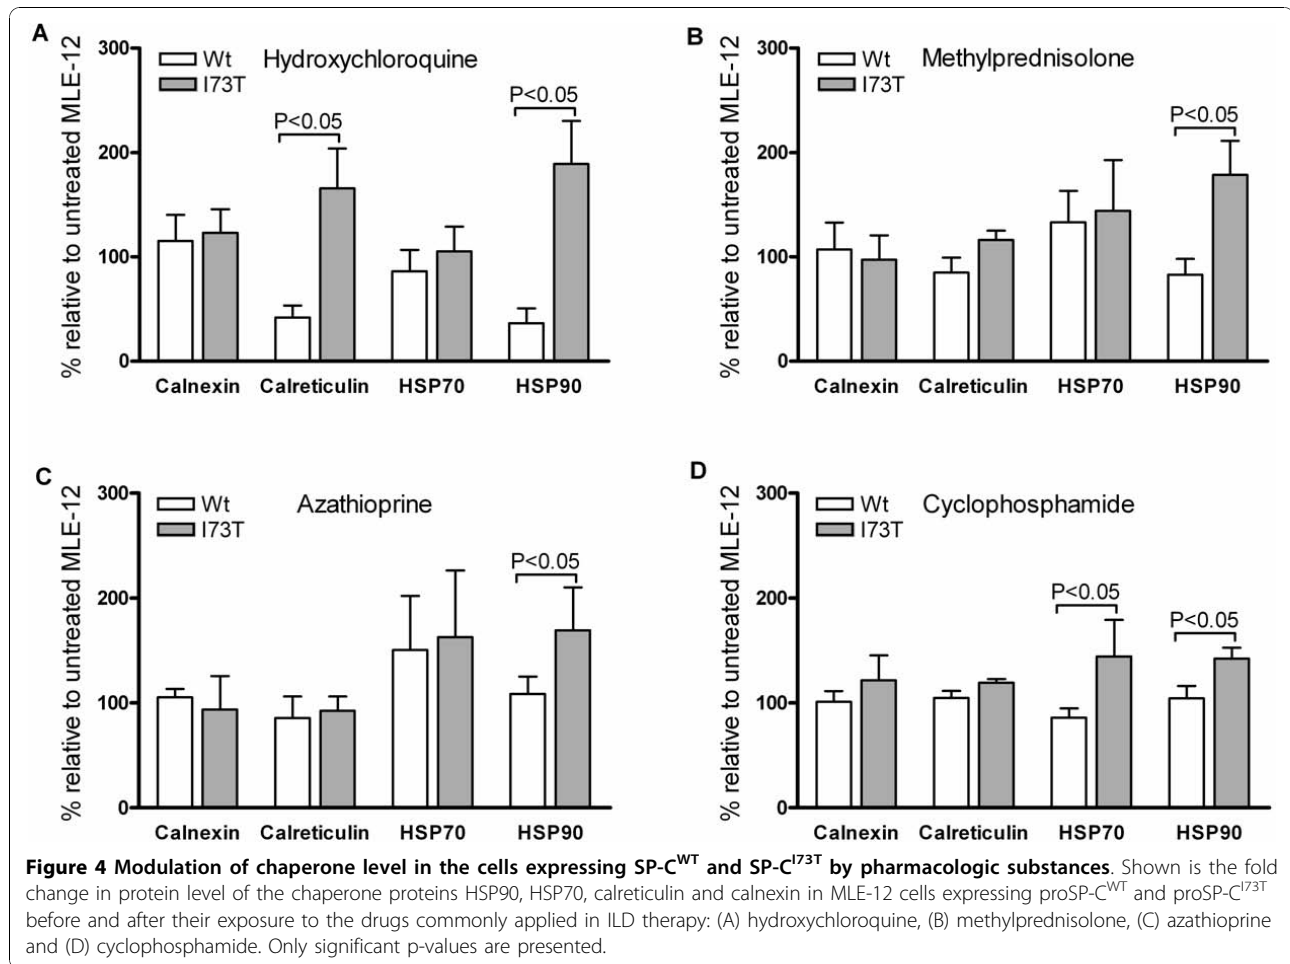 A
Wt
I73T
Hydroxychloroquine
% relative to untreated MLE-12
300
200
100
0
P<0.05
P<0.05
Calnexin Calreticulin HSP70 HSP90
B
Wt
I73T
Methylprednisolone
% relative to untreated MLE-12
300
200
100
0
P<0.05
Calnexin Calreticulin HSP70 HSP90
C
Wt
I73T
Azathioprine
% relative to untreated MLE-12
300
200
100
0
P<0.05
Calnexin Calreticulin HSP70 HSP90
D
Wt
I73T
Cyclophosphamide
% relative to untreated MLE-12
300
200
100
0
P<0.05
P<0.05
Calnexin Calreticulin HSP70 HSP90
Figure 4 Modulation of chaperone level in the cells expressing SP-C^WT and SP-C^I73T by pharmacologic substances. Shown is the fold
change in protein level of the chaperone proteins HSP90, HSP70, calreticulin and calnexin in MLE-12 cells expressing proSP-C^WT and proSP-C^I73T
before and after their exposure to the drugs commonly applied in ILD therapy: (A) hydroxychloroquine, (B) methylprednisolone, (C) azathioprine
and (D) cyclophosphamide. Only significant p-values are presented.